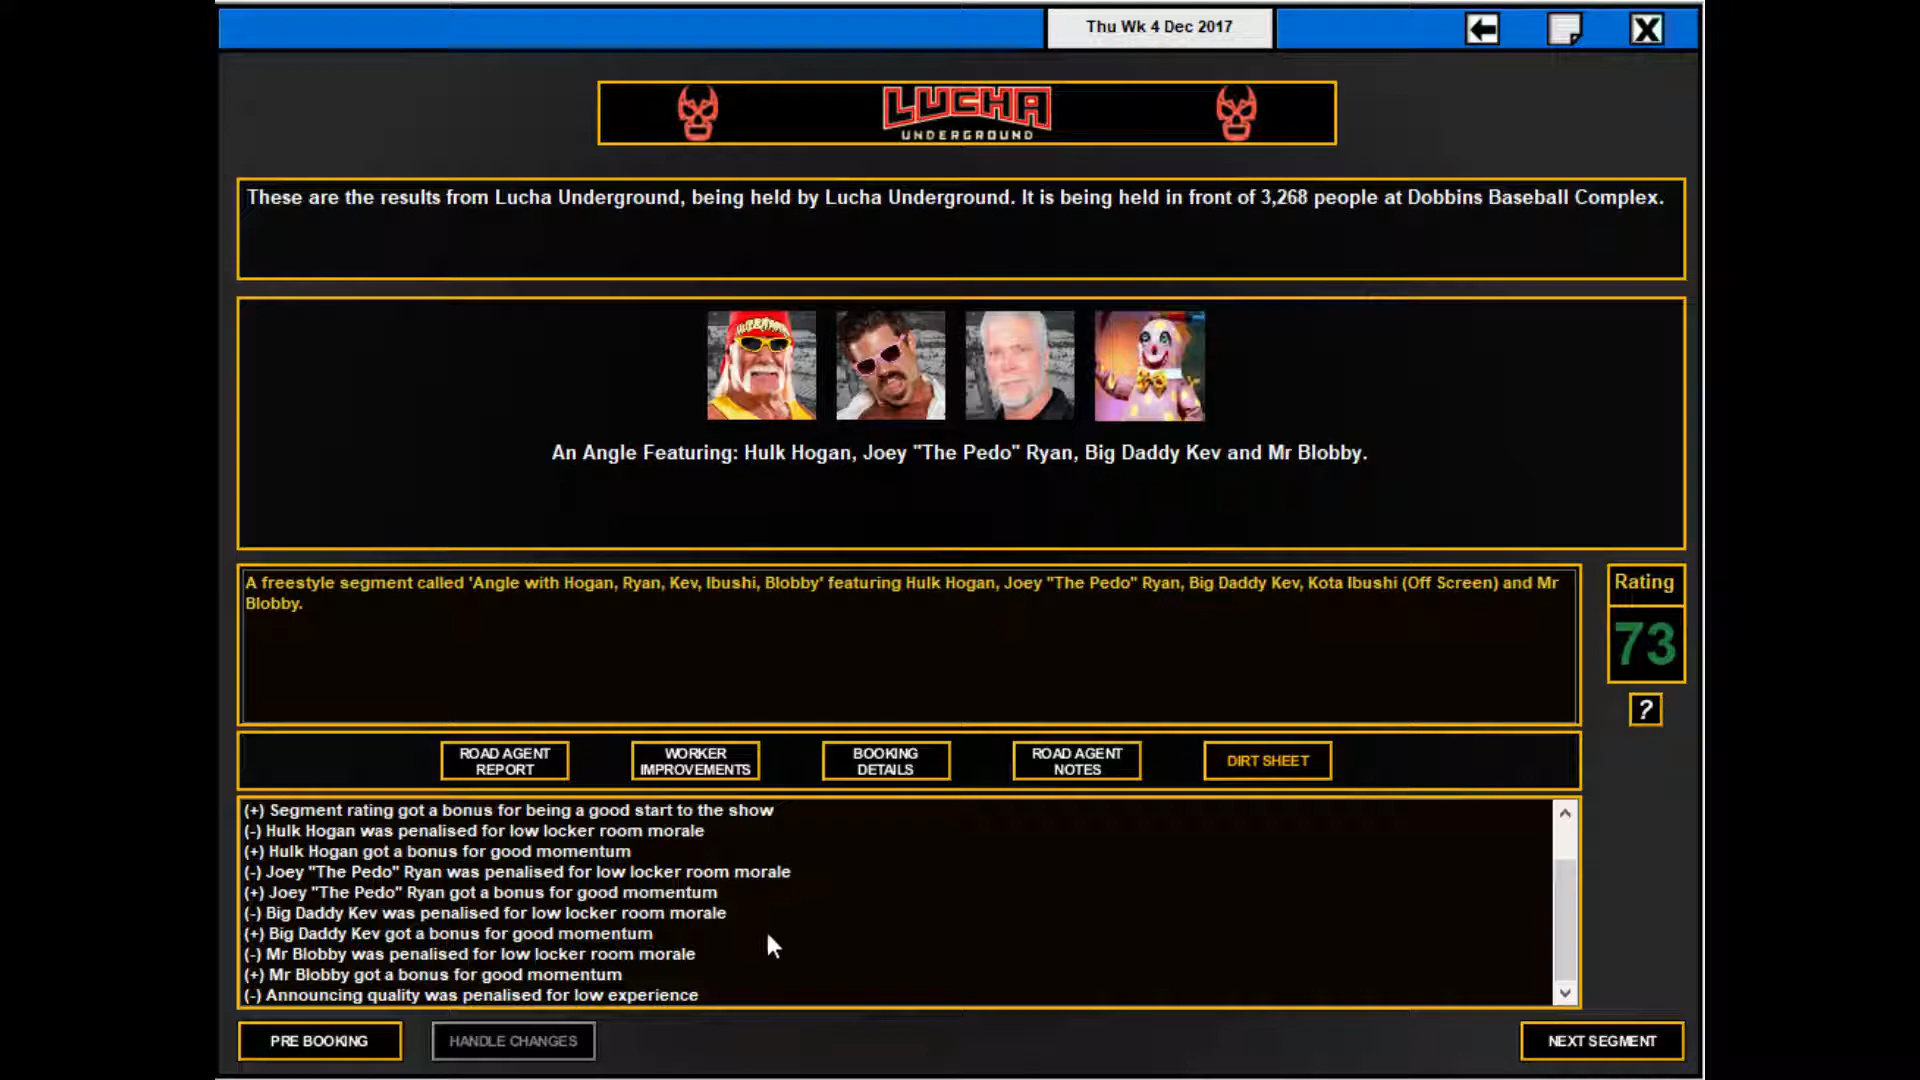 Thu Wk 4 Dec 2017
LUCHA
UNDERGROUND
These are the results from Lucha Underground, being held by Lucha Underground. It is being held in front of 3,268 people at Dobbins Baseball Complex.
An Angle Featuring: Hulk Hogan, Joey "The Pedo" Ryan, Big Daddy Kev and Mr Blobby.
A freestyle segment called 'Angle with Hogan, Ryan, Kev, Ibushi, Blobby' featuring Hulk Hogan, Joey "The Pedo" Ryan, Big Daddy Kev, Kota Ibushi (Off Screen) and Mr
Blobby.
Rating
73
?
ROAD AGENT
REPORT
WORKER
IMPROVEMENTS
BOOKING
DETAILS
ROAD AGENT
NOTES
DIRT SHEET
(+) Segment rating got a bonus for being a good start to the show
(-) Hulk Hogan was penalised for low locker room morale
(+) Hulk Hogan got a bonus for good momentum
(-) Joey "The Pedo" Ryan was penalised for low locker room morale
(+) Joey "The Pedo" Ryan got a bonus for good momentum
(-) Big Daddy Kev was penalised for low locker room morale
(+) Big Daddy Kev got a bonus for good momentum
(-) Mr Blobby was penalised for low locker room morale
(+) Mr Blobby got a bonus for good momentum
(-) Announcing quality was penalised for low experience
PRE BOOKING
HANDLE CHANGES
NEXT SEGMENT